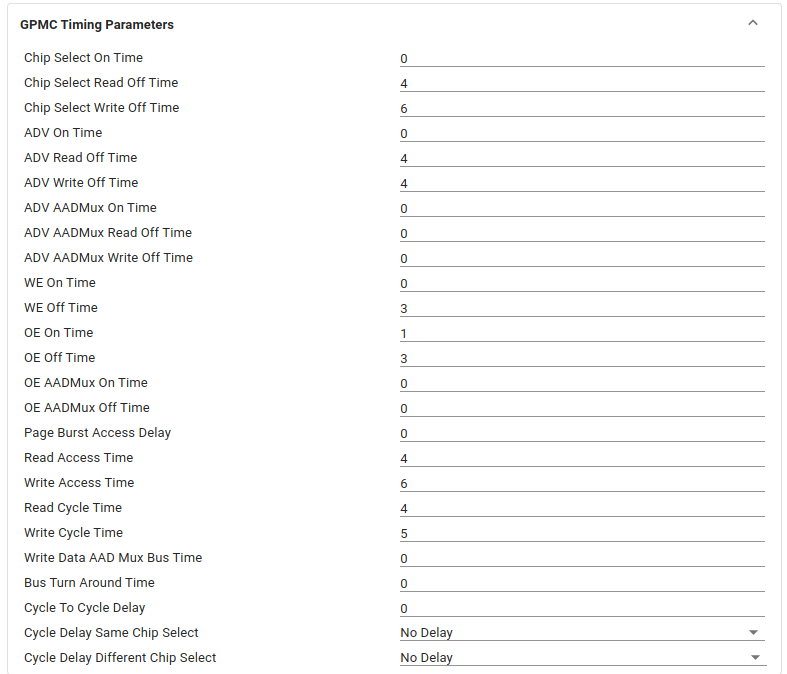 GPMC Timing Parameters
Chip Select On Time 0
Chip Select Read Off Time 4
Chip Select Write Off Time 6
ADV On Time 0
ADV Read Off Time 4
ADV Write Off Time 4
ADV AADMux On Time 0
ADV AADMux Read Off Time 0
ADV AADMux Write Off Time 0
WE On Time 0
WE Off Time 3
OE On Time 1
OE Off Time 3
OE AADMux On Time 0
OE AADMux Off Time 0
Page Burst Access Delay 0
Read Access Time 4
Write Access Time 6
Read Cycle Time 4
Write Cycle Time 5
Write Data AAD Mux Bus Time 0
Bus Turn Around Time 0
Cycle To Cycle Delay 0
Cycle Delay Same Chip Select No Delay
Cycle Delay Different Chip Select No Delay